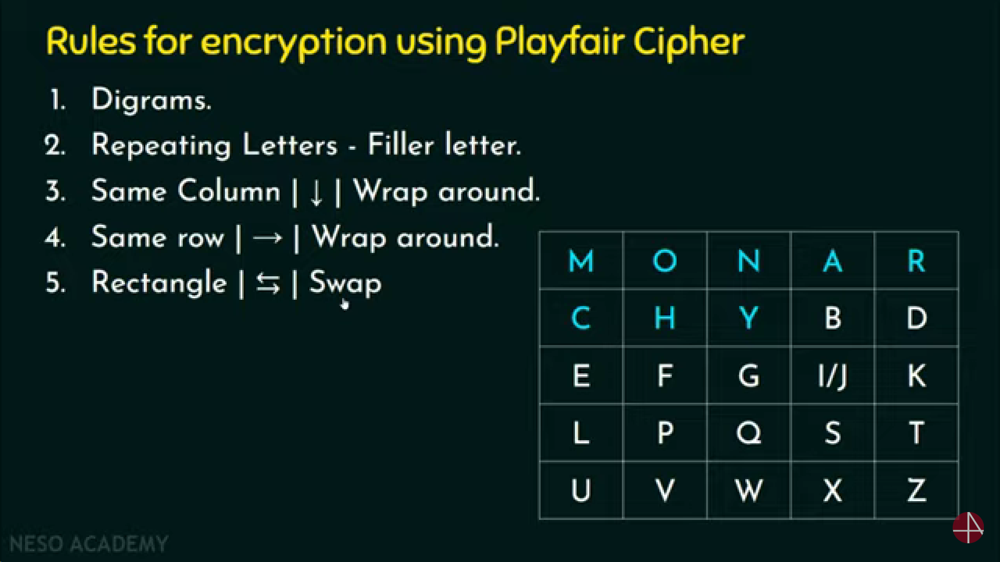 Rules for encryption using Playfair Cipher
1. Digrams.
2. Repeating Letters - Filler letter.
3. Same Column | ↓ | Wrap around.
4. Same row | → | Wrap around.
5. Rectangle | ⇆ | Swap
M O N A R
C H Y B D
E F G I/J K
L P Q S T
U V W X Z
NESO ACADEMY